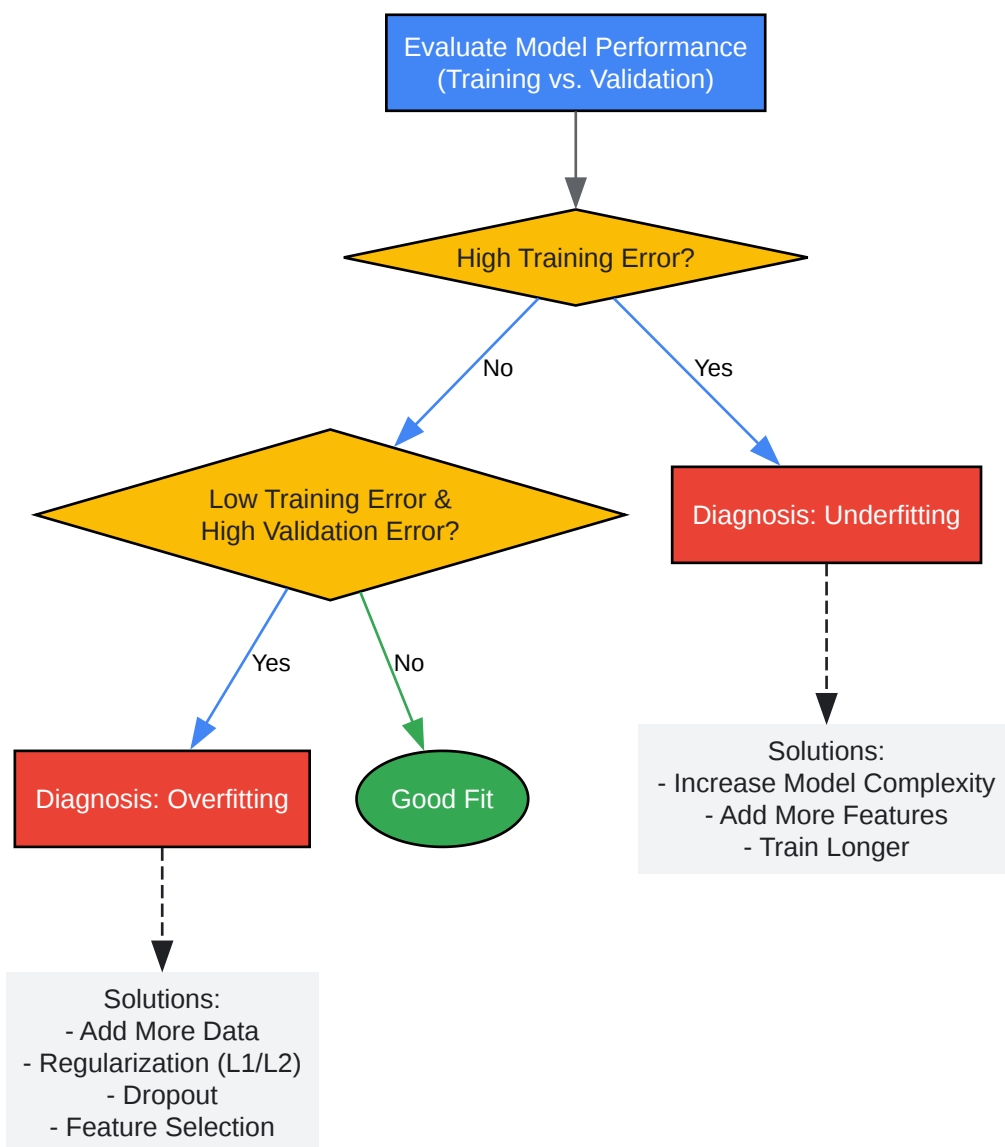 Evaluate Model Performance
(Training vs. Validation)
High Training Error?
No
Yes
Low Training Error &
High Validation Error?
Diagnosis: Underfitting
Yes
No
Diagnosis: Overfitting
Good Fit
Solutions:
- Increase Model Complexity
- Add More Features
- Train Longer
Solutions:
- Add More Data
- Regularization (L1/L2)
- Dropout
- Feature Selection